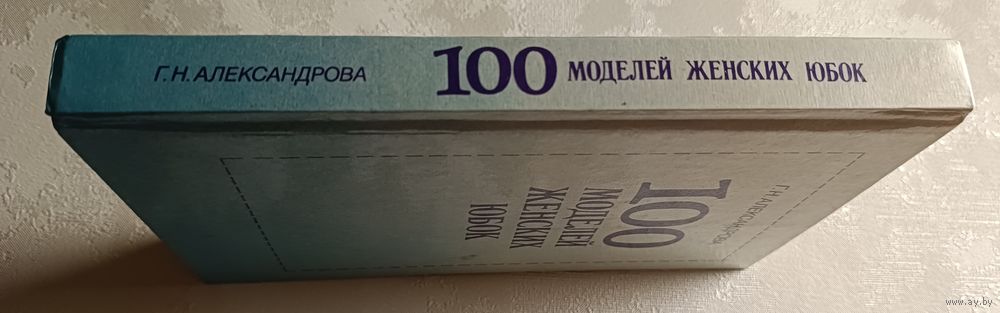 Г.Н. АЛЕКСАНДРОВА 100 МОДЕЛЕЙ ЖЕНСКИХ ЮБОК
Г.Н.АЛЕКСАНДРОВА
100
МОДЕЛЕЙ
ЖЕНСКИХ
ЮБОК
www.ay.by